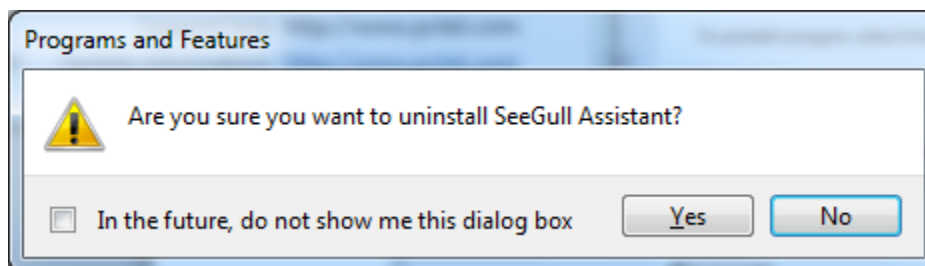 Programs and Features
Are you sure you want to uninstall SeeGull Assistant?
In the future, do not show me this dialog box
Yes
No